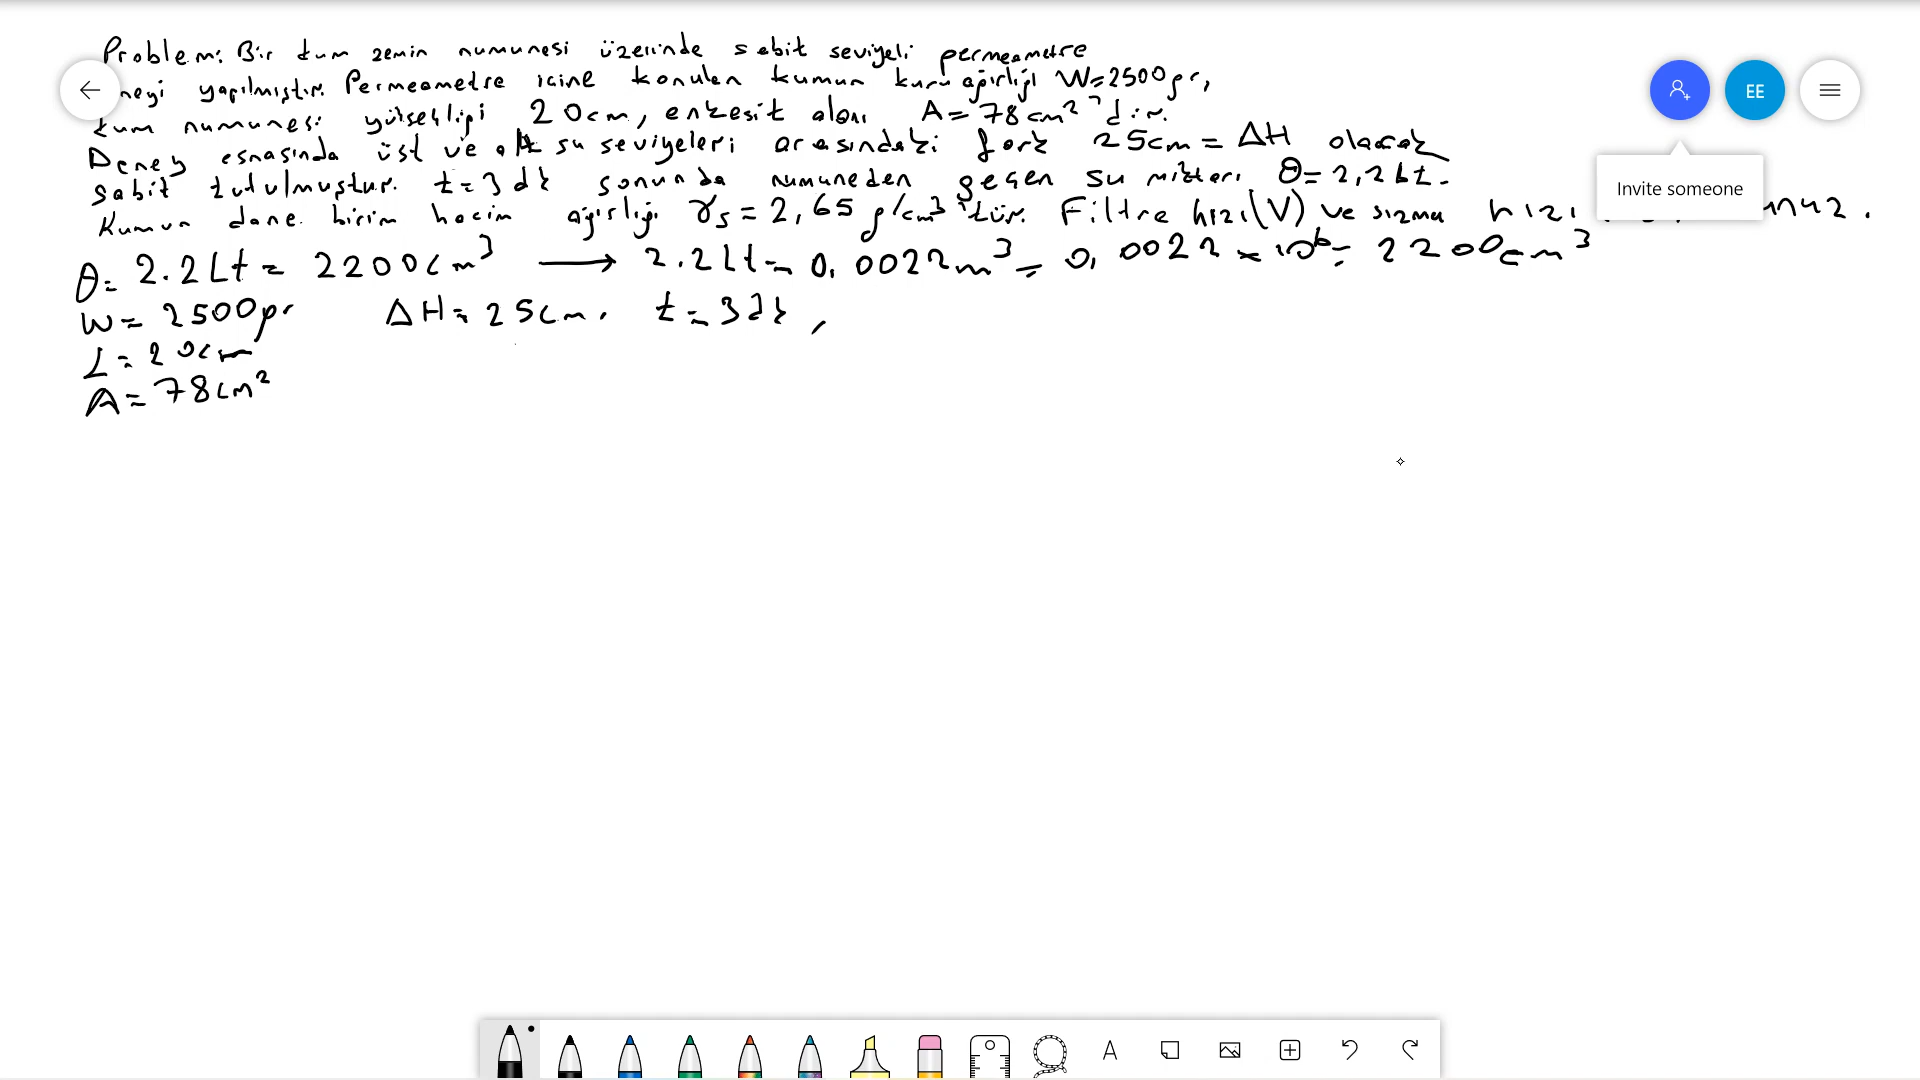 Problem: Bir kum zemin numunesi üzerinde sabit seviyeli permeametre
neyi yapılmıştır. Permeametre icine konulan kumun kuru ağırlığı W=2500gr,
kum numunesi yüksekliği 20cm, enkesit alanı A=78cm² 'dir.
Deney esnasında üst ve alt su seviyeleri arasındaki fark 25cm = ΔH olacak
sabit tutulmuştur. t=3dk sonunda numuneden geçen su miktarı Θ=2,2Lt.
Kumun dane birim hacim ağırlığı γs=2,65 g/cm³ 'tür. Filtre hızı(V) ve sızma hızı
Θ= 2.2Lt= 2200cm³ → 2.2Lt= 0.0022m³ = 0,0022 × 10⁶= 2200cm³
W= 2500gr ΔH= 25cm, t=3dk,
L= 20cm
A= 78cm²
EE
Invite someone
A